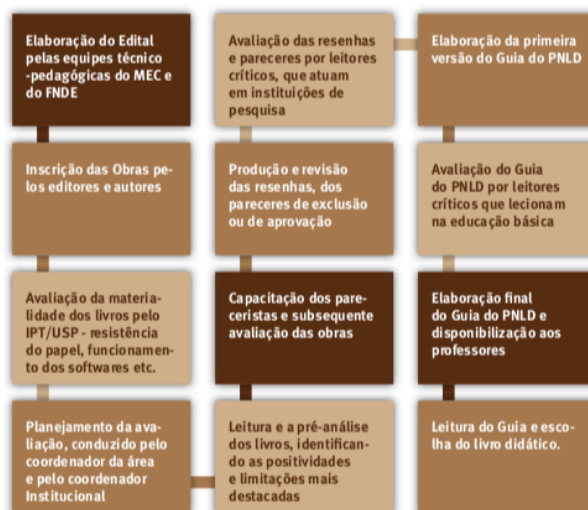 Elaboração do Edital
pelas equipes técnico
-pedagógicas do MEC e
do FNDE
Inscrição das Obras pe-
los editores e autores
Avaliação da materia-
lidade dos livros pelo
IPT/USP - resistência
do papel, funcionamen-
to dos softwares etc.
Planejamento da ava-
liação, conduzido pelo
coordenador da área
e pelo coordenador
Institucional
Leitura e a pré-análise
dos livros, identifican-
do as positividades
e limitações mais
destacadas
Capacitação dos pare-
ceristas e subsequente
avaliação das obras
Produção e revisão
das resenhas, dos
pareceres de exclusão
ou de aprovação
Avaliação das resenhas
e pareceres por leitores
críticos, que atuam
em instituições de
pesquisa
Elaboração da primeira
versão do Guia do PNLD
Avaliação do Guia
do PNLD por leitores
críticos que lecionam
na educação básica
Elaboração final
do Guia do PNLD e
disponibilização aos
professores
Leitura do Guia e esco-
lha do livro didático.